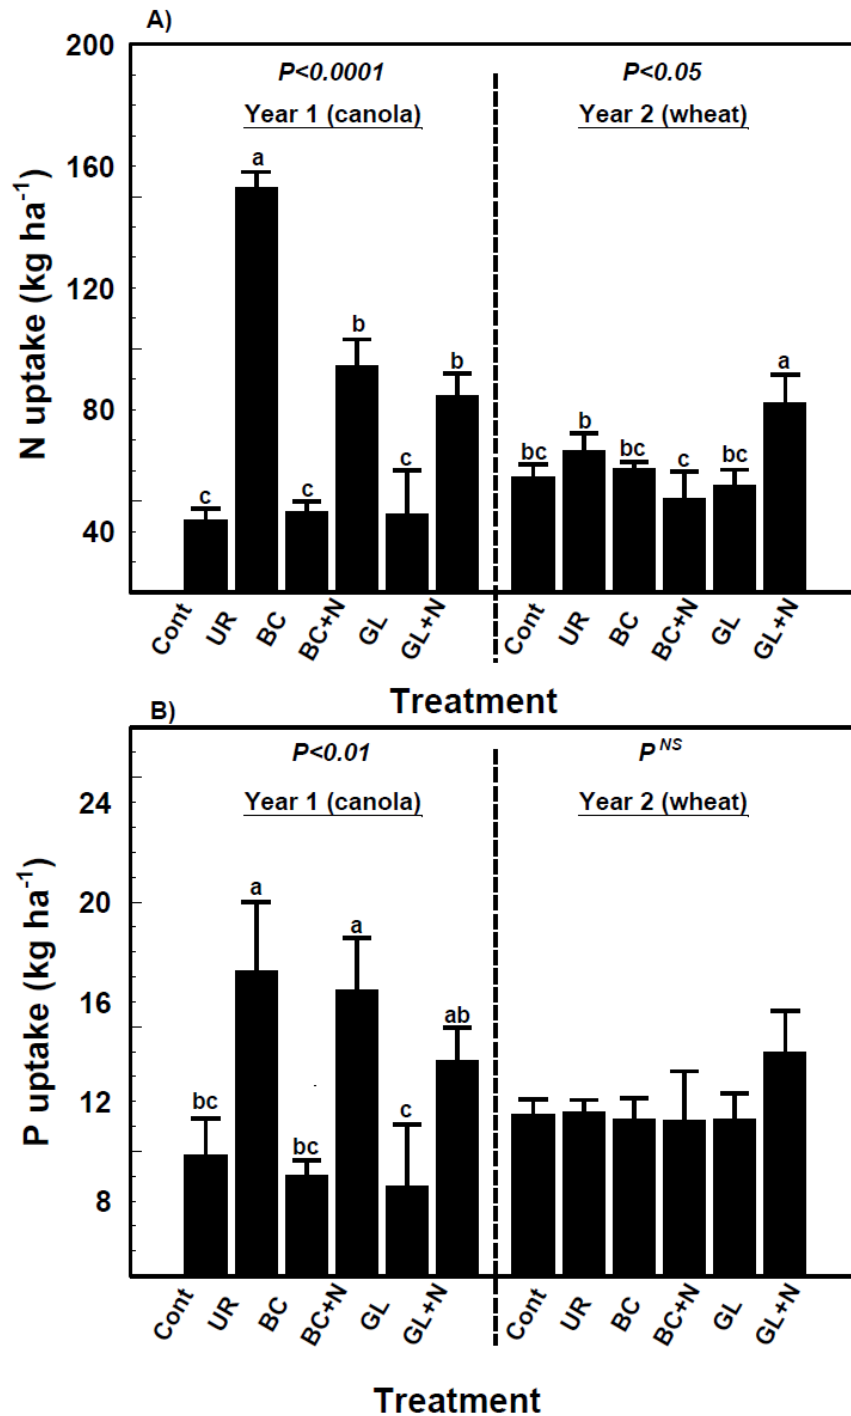 A)
200
P<0.0001 P<0.05
Year 1 (canola) Year 2 (wheat)
160
a
120
b
b
a
80
b
bc bc c bc
c c c
40
N uptake (kg ha⁻¹)
Cont UR BC BC+N GL GL+N Cont UR BC BC+N GL GL+N
Treatment
B)
P<0.01 P NS
24
Year 1 (canola) Year 2 (wheat)
a
20
a
16
ab
12
bc
c
bc
8
P uptake (kg ha⁻¹)
Cont UR BC BC+N GL GL+N Cont UR BC BC+N GL GL+N
Treatment